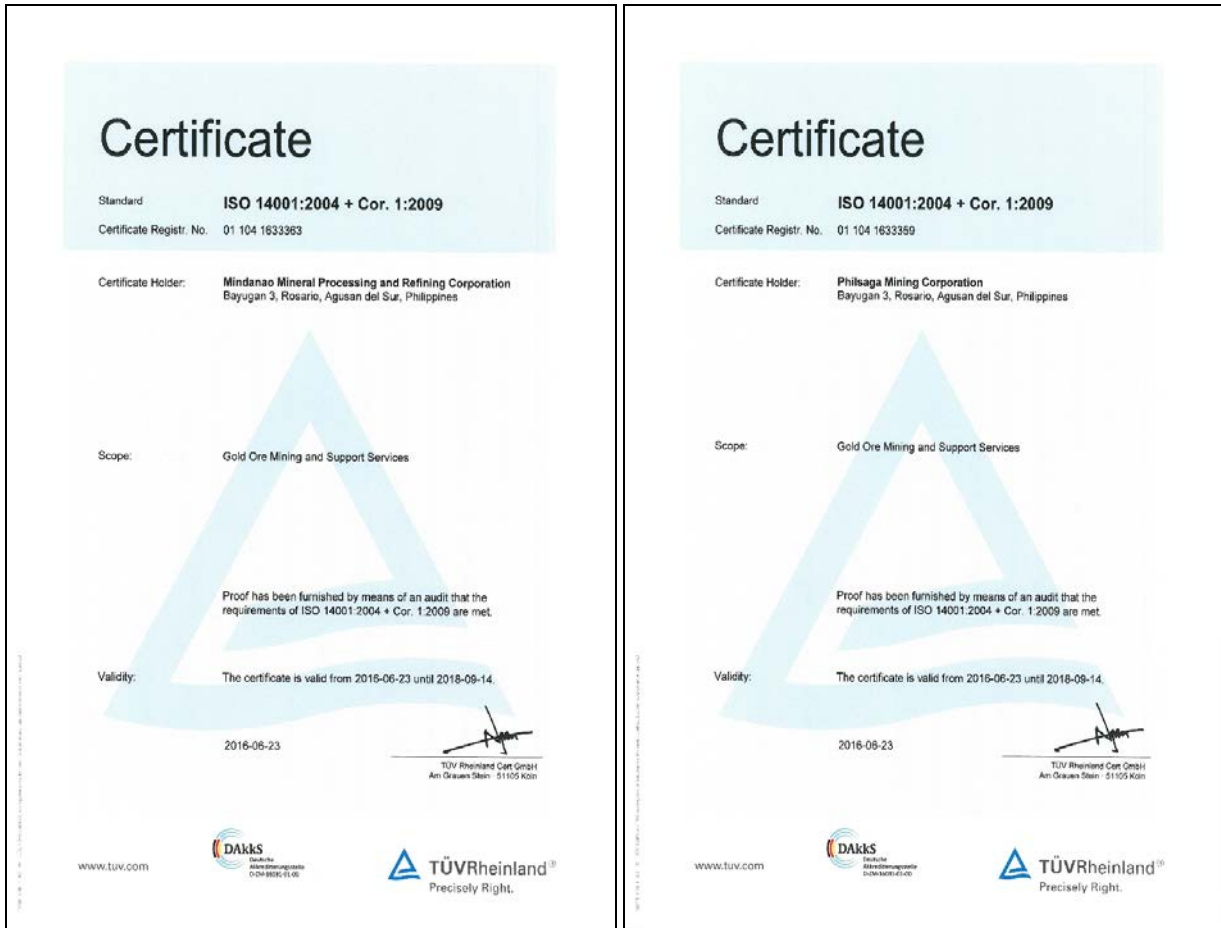 Certificate
Standard ISO 14001:2004 + Cor. 1:2009
Certificate Registr. No. 01 104 1633363
Certificate Holder: Mindanao Mineral Processing and Refining Corporation
Bayugan 3, Rosario, Agusan del Sur, Philippines
Scope: Gold Ore Mining and Support Services
Proof has been furnished by means of an audit that the
requirements of ISO 14001:2004 + Cor. 1:2009 are met.
Validity: The certificate is valid from 2016-06-23 until 2018-09-14.
2016-06-23
TÜV Rheinland Cert GmbH
Am Grauen Stein · 51105 Köln
www.tuv.com
DAkkS
Deutsche
Akkreditierungsstelle
TÜVRheinland®
Precisely Right.
Certificate
Standard ISO 14001:2004 + Cor. 1:2009
Certificate Registr. No. 01 104 1633359
Certificate Holder: Philsaga Mining Corporation
Bayugan 3, Rosario, Agusan del Sur, Philippines
Scope: Gold Ore Mining and Support Services
Proof has been furnished by means of an audit that the
requirements of ISO 14001:2004 + Cor. 1:2009 are met.
Validity: The certificate is valid from 2016-06-23 until 2018-09-14.
2016-06-23
TÜV Rheinland Cert GmbH
Am Grauen Stein · 51105 Köln
www.tuv.com
DAkkS
Deutsche
Akkreditierungsstelle
TÜVRheinland®
Precisely Right.